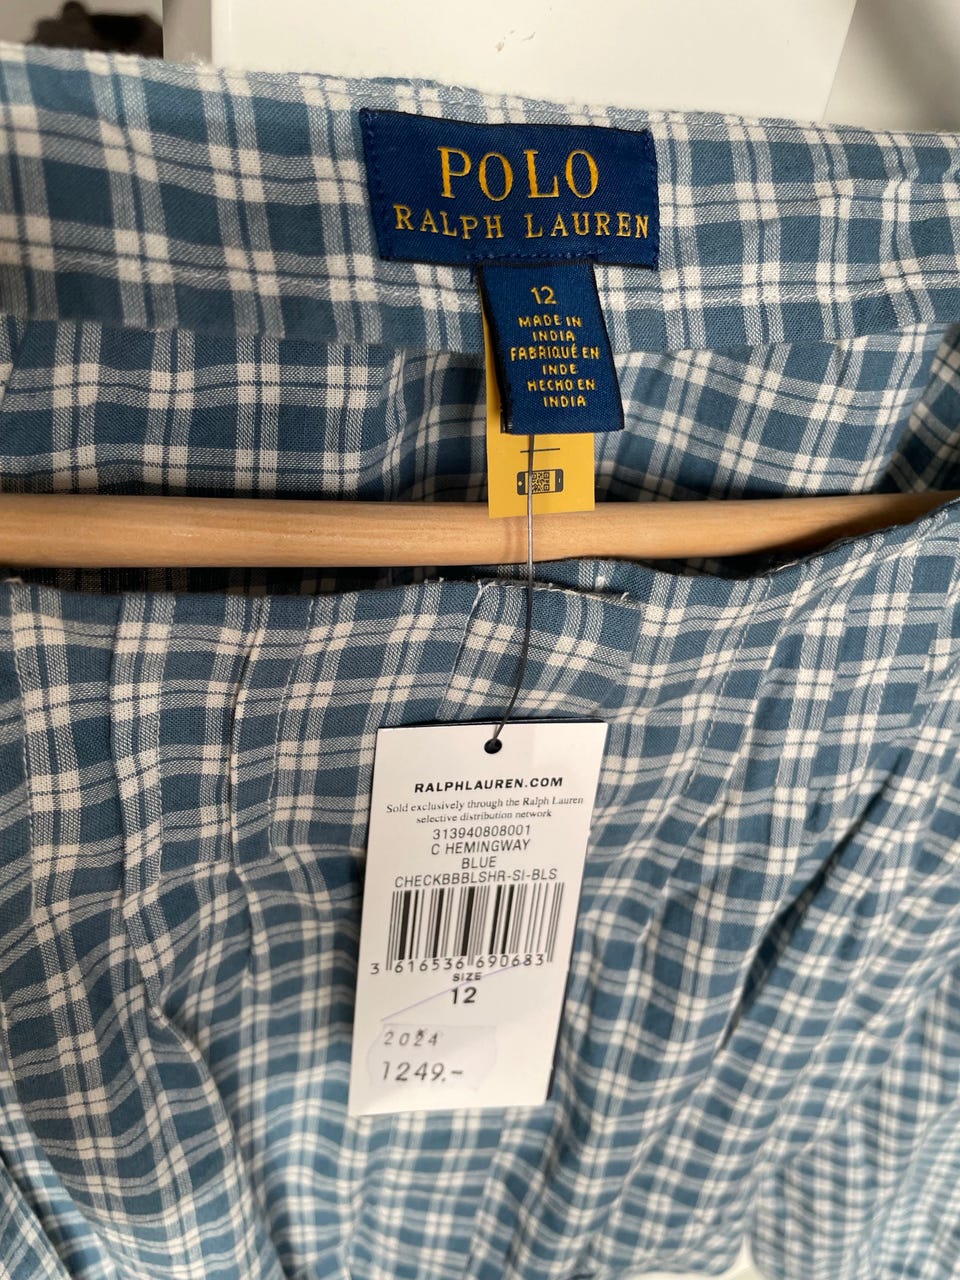 POLO
RALPH LAUREN
12
MADE IN
INDIA
FABRIQUÉ EN
INDE
HECHO EN
INDIA
RALPHLAUREN.COM
Sold exclusively through the Ralph Lauren
selective distribution network
313940808001
C HEMINGWAY
BLUE
CHECKBBBLSHR-SI-BLS
3 616536 690683
SIZE
12
2024
1249.-